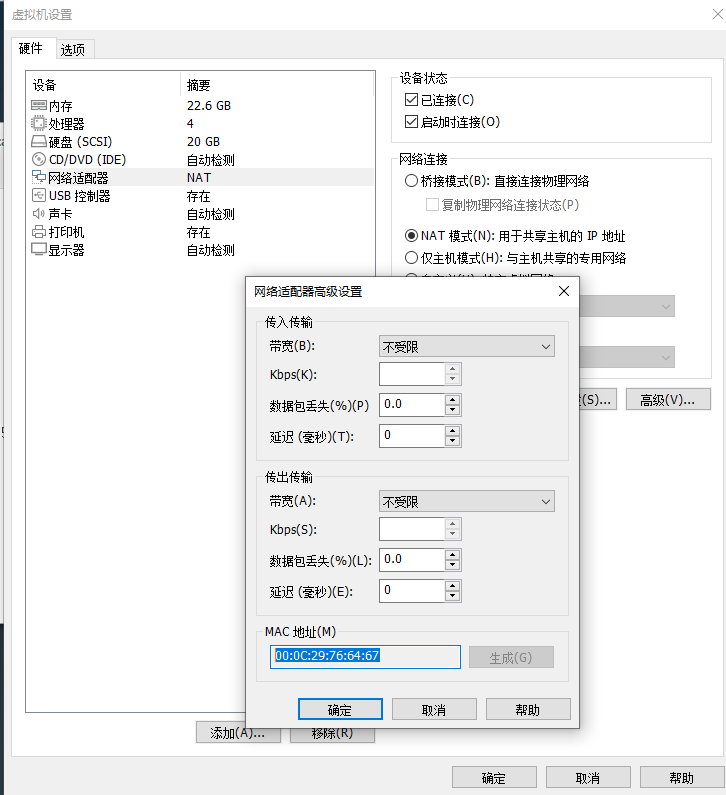 虚拟机设置
硬件 选项
设备 摘要
内存 22.6 GB
处理器 4
硬盘 (SCSI) 20 GB
CD/DVD (IDE) 自动检测
网络适配器 NAT
USB 控制器 存在
声卡 自动检测
打印机 存在
显示器 自动检测
添加(A)... 移除(R)
设备状态
已连接(C)
启动时连接(O)
网络连接
桥接模式(B): 直接连接物理网络
复制物理网络连接状态(P)
NAT 模式(N): 用于共享主机的 IP 地址
仅主机模式(H): 与主机共享的专用网络
(S)... 高级(V)...
网络适配器高级设置
传入传输
带宽(B): 不受限
Kbps(K):
数据包丢失(%)(P) 0.0
延迟 (毫秒)(T): 0
传出传输
带宽(A): 不受限
Kbps(S):
数据包丢失(%)(L): 0.0
延迟 (毫秒)(E): 0
MAC 地址(M)
00:0C:29:76:64:67 生成(G)
确定 取消 帮助
确定 取消 帮助